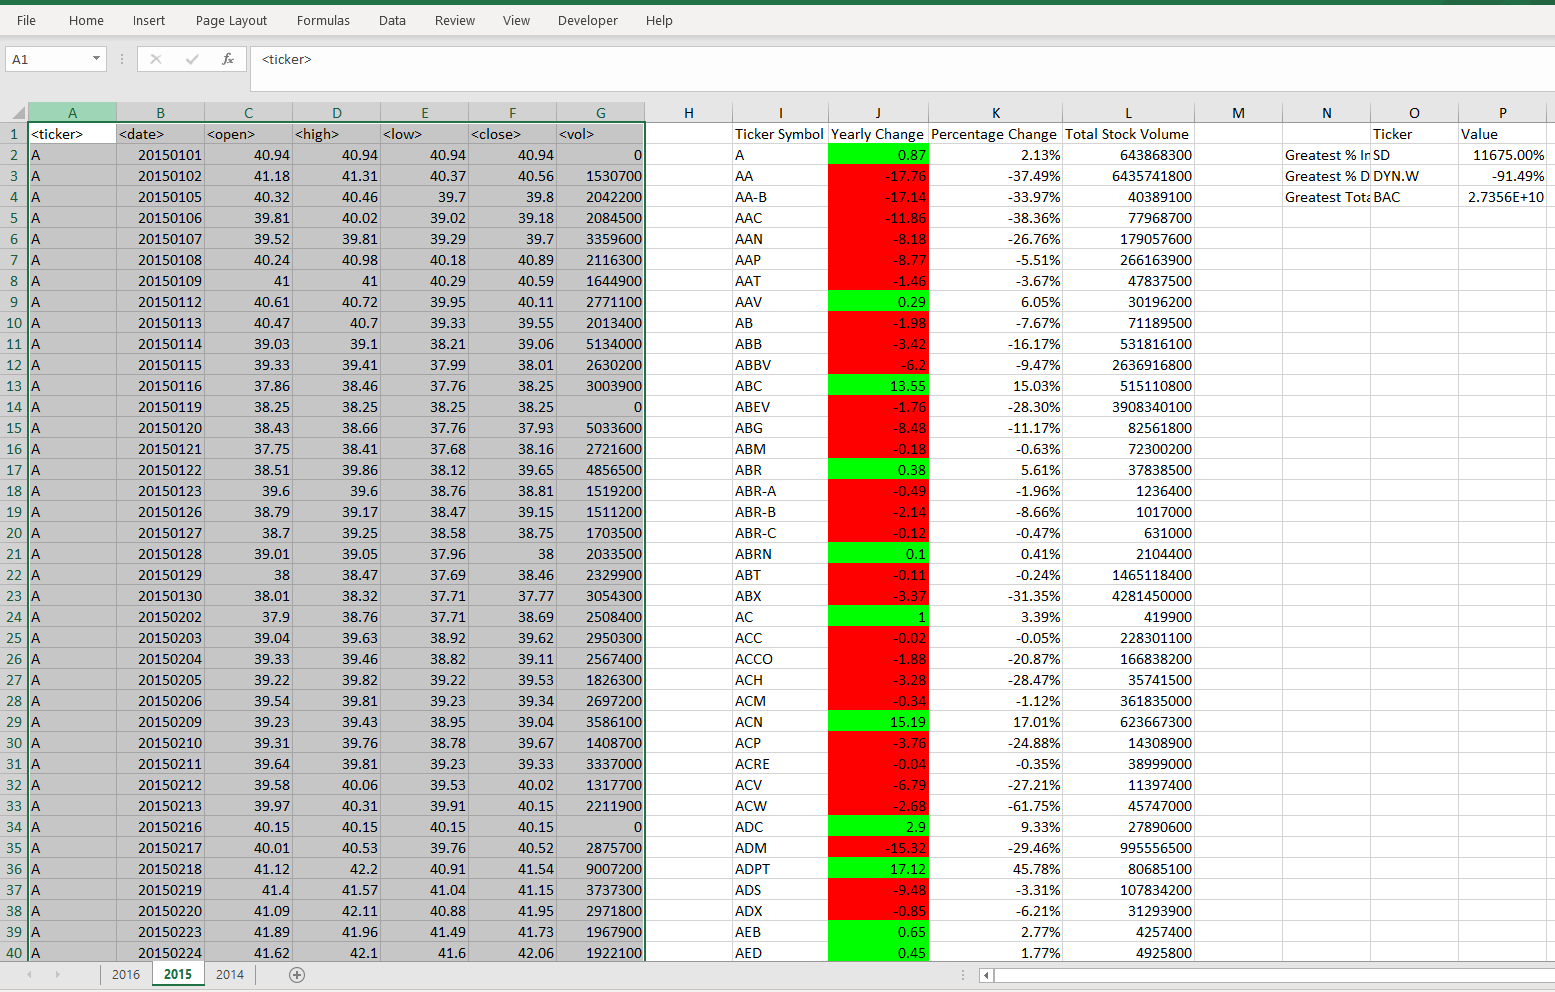 File Home Insert Page Layout Formulas Data Review View Developer Help
A1 fx <ticker>
A B C D E F G H I J K L M N O P
1 <ticker> <date> <open> <high> <low> <close> <vol> Ticker Symbol Yearly Change Percentage Change Total Stock Volume Ticker Value
2 A 20150101 40.94 40.94 40.94 40.94 0 A 0.87 2.13% 643868300 Greatest % In SD 11675.00%
3 A 20150102 41.18 41.31 40.37 40.56 1530700 AA -17.76 -37.49% 6435741800 Greatest % D DYN.W -91.49%
4 A 20150105 40.32 40.46 39.7 39.8 2042200 AA-B -17.14 -33.97% 40389100 Greatest Tota BAC 2.7356E+10
5 A 20150106 39.81 40.02 39.02 39.18 2084500 AAC -11.86 -38.36% 77968700
6 A 20150107 39.52 39.81 39.29 39.7 3359600 AAN -8.18 -26.76% 179057600
7 A 20150108 40.24 40.98 40.18 40.89 2116300 AAP -8.77 -5.51% 266163900
8 A 20150109 41 41 40.29 40.59 1644900 AAT -1.46 -3.67% 47837500
9 A 20150112 40.61 40.72 39.95 40.11 2771100 AAV 0.29 6.05% 30196200
10 A 20150113 40.47 40.7 39.33 39.55 2013400 AB -1.98 -7.67% 71189500
11 A 20150114 39.03 39.1 38.21 39.06 5134000 ABB -3.42 -16.17% 531816100
12 A 20150115 39.33 39.41 37.99 38.01 2630200 ABBV -6.2 -9.47% 2636916800
13 A 20150116 37.86 38.46 37.76 38.25 3003900 ABC 13.55 15.03% 515110800
14 A 20150119 38.25 38.25 38.25 38.25 0 ABEV -1.76 -28.30% 3908340100
15 A 20150120 38.43 38.66 37.76 37.93 5033600 ABG -8.48 -11.17% 82561800
16 A 20150121 37.75 38.41 37.68 38.16 2721600 ABM -0.18 -0.63% 72300200
17 A 20150122 38.51 39.86 38.12 39.65 4856500 ABR 0.38 5.61% 37838500
18 A 20150123 39.6 39.6 38.76 38.81 1519200 ABR-A -0.49 -1.96% 1236400
19 A 20150126 38.79 39.17 38.47 39.15 1511200 ABR-B -2.14 -8.66% 1017000
20 A 20150127 38.7 39.25 38.58 38.75 1703500 ABR-C -0.12 -0.47% 631000
21 A 20150128 39.01 39.05 37.96 38 2033500 ABRN 0.1 0.41% 2104400
22 A 20150129 38 38.47 37.69 38.46 2329900 ABT -0.11 -0.24% 1465118400
23 A 20150130 38.01 38.32 37.71 37.77 3054300 ABX -3.37 -31.35% 4281450000
24 A 20150202 37.9 38.76 37.71 38.69 2508400 AC 1 3.39% 419900
25 A 20150203 39.04 39.63 38.92 39.62 2950300 ACC -0.02 -0.05% 228301100
26 A 20150204 39.33 39.46 38.82 39.11 2567400 ACCO -1.88 -20.87% 166838200
27 A 20150205 39.22 39.82 39.22 39.53 1826300 ACH -3.28 -28.47% 35741500
28 A 20150206 39.54 39.81 39.23 39.34 2697200 ACM -0.34 -1.12% 361835000
29 A 20150209 39.23 39.43 38.95 39.04 3586100 ACN 15.19 17.01% 623667300
30 A 20150210 39.31 39.76 38.78 39.67 1408700 ACP -3.76 -24.88% 14308900
31 A 20150211 39.64 39.81 39.23 39.33 3337000 ACRE -0.04 -0.35% 38999000
32 A 20150212 39.58 40.06 39.53 40.02 1317700 ACV -6.79 -27.21% 11397400
33 A 20150213 39.97 40.31 39.91 40.15 2211900 ACW -2.68 -61.75% 45747000
34 A 20150216 40.15 40.15 40.15 40.15 0 ADC 2.9 9.33% 27890600
35 A 20150217 40.01 40.53 39.76 40.52 2875700 ADM -15.32 -29.46% 995556500
36 A 20150218 41.12 42.2 40.91 41.54 9007200 ADPT 17.12 45.78% 80685100
37 A 20150219 41.4 41.57 41.04 41.15 3737300 ADS -9.48 -3.31% 107834200
38 A 20150220 41.09 42.11 40.88 41.95 2971800 ADX -0.85 -6.21% 31293900
39 A 20150223 41.89 41.96 41.49 41.73 1967900 AEB 0.65 2.77% 4257400
40 A 20150224 41.62 42.1 41.6 42.06 1922100 AED 0.45 1.77% 4925800
2016 2015 2014